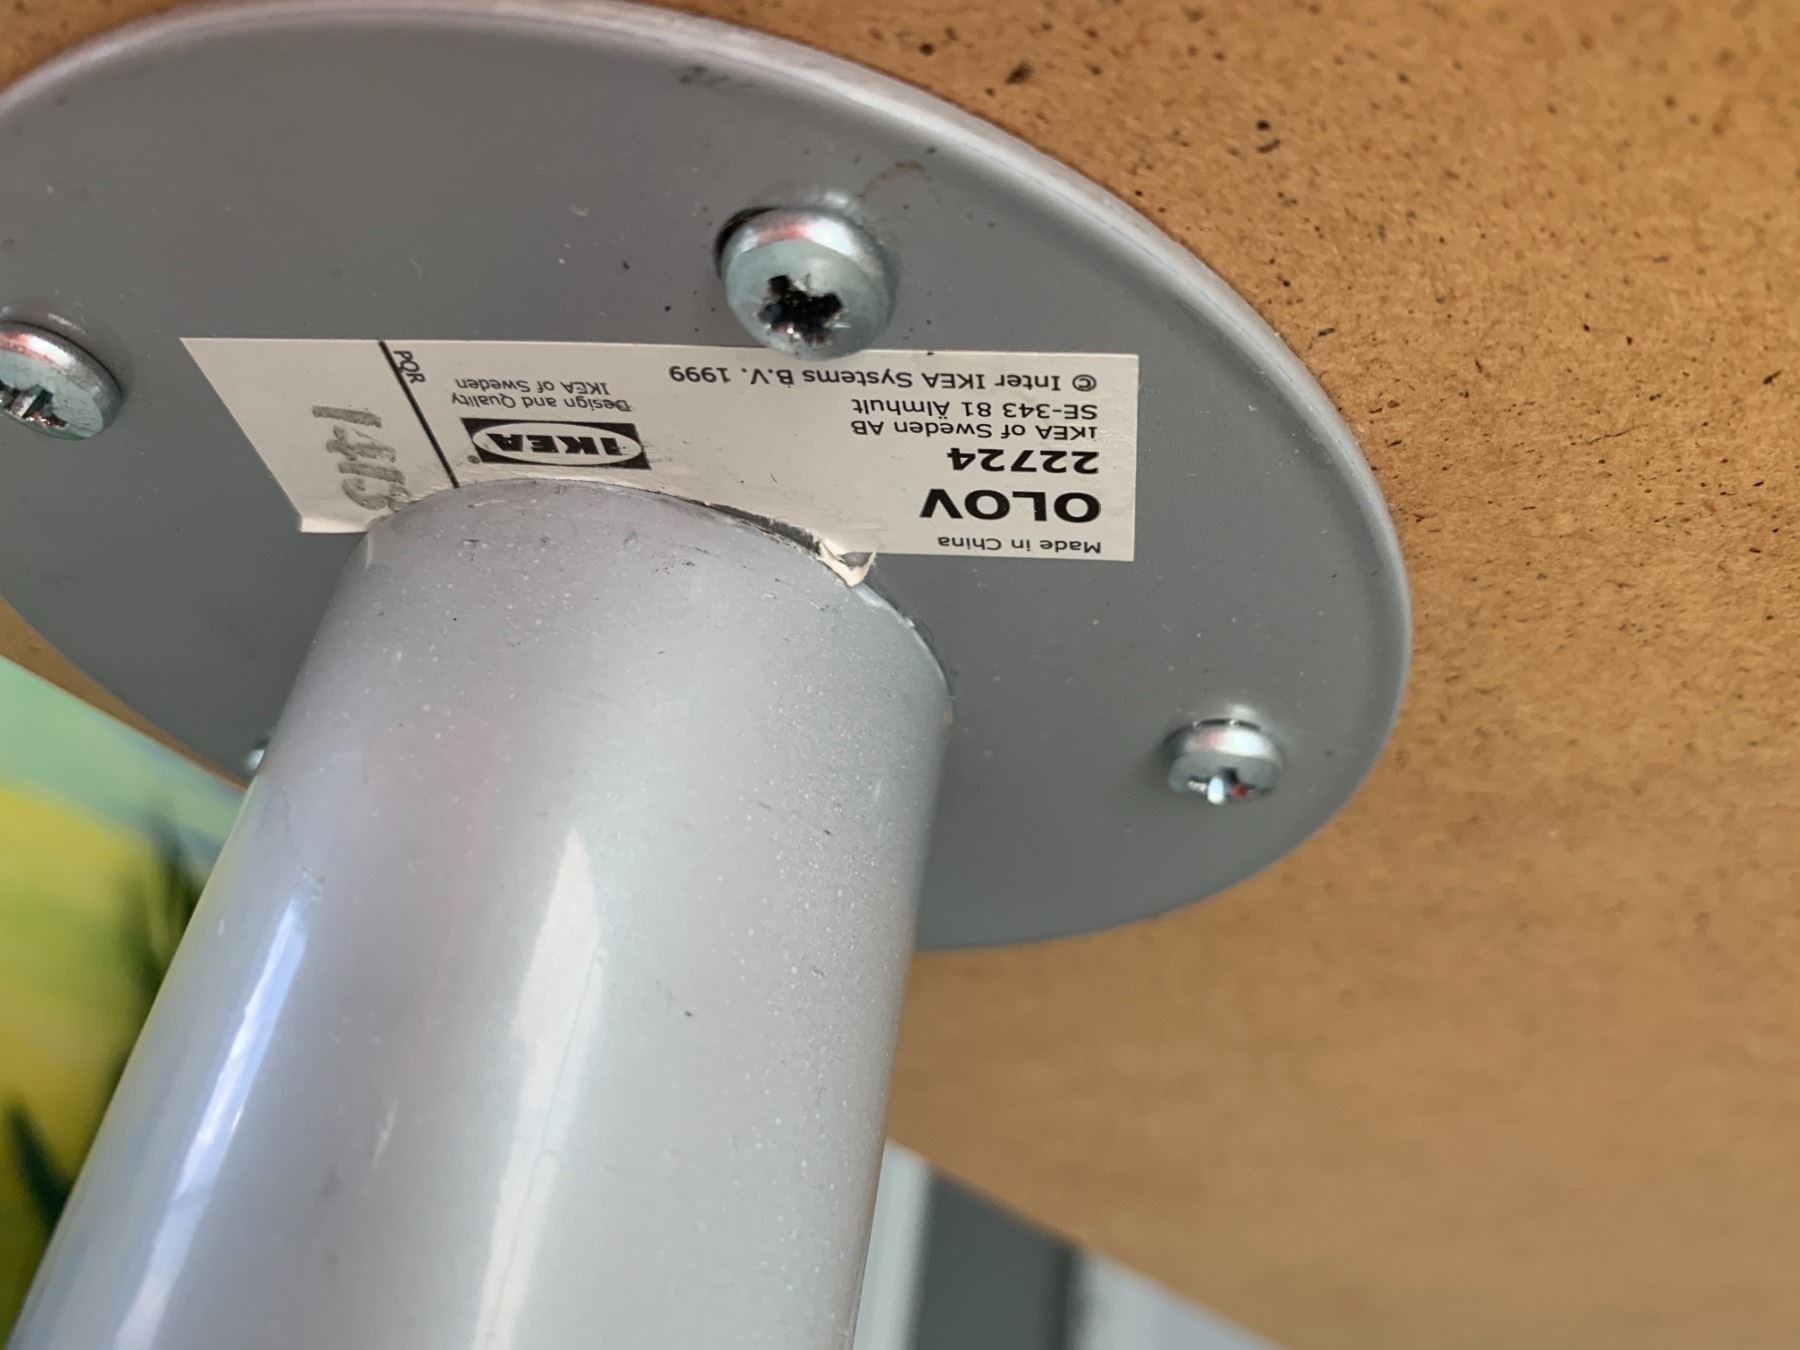 Made in China
OLOV
22724
IKEA of Sweden AB
SE-343 81 Älmhult
© Inter IKEA Systems B.V. 1999
IKEA®
Design and Quality
IKEA of Sweden
PQR